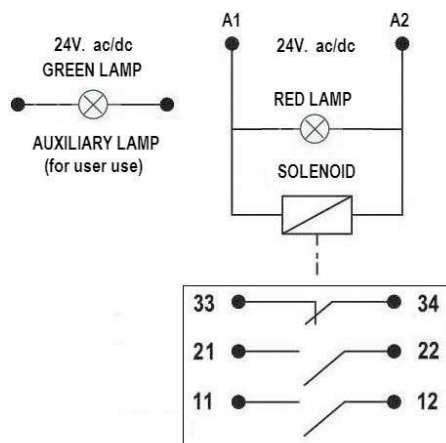 A1 A2
24V. ac/dc 24V. ac/dc
GREEN LAMP
RED LAMP
AUXILIARY LAMP
(for user use)
SOLENOID
33 34
21 22
11 12